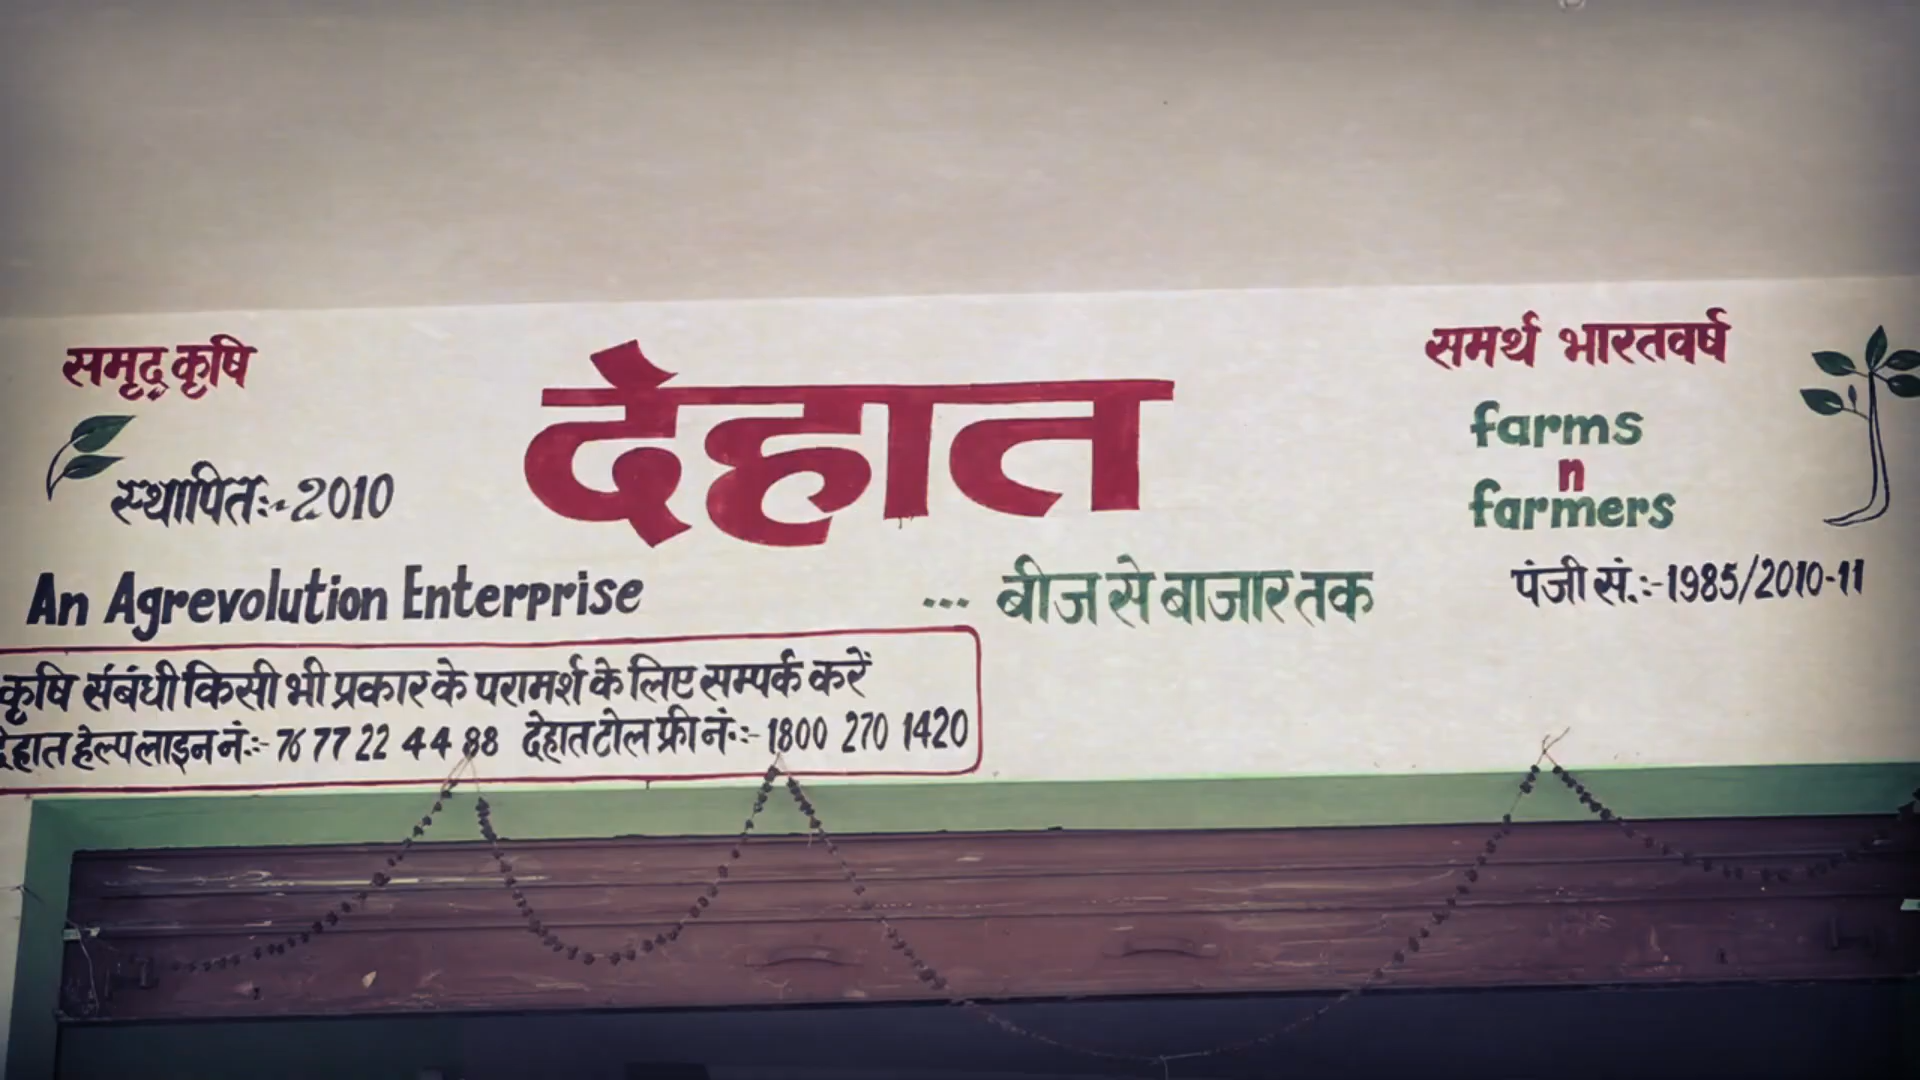 समृद्ध कृषि
स्थापित:-2010
An Agrevolution Enterprise
देहात
... बीज से बाजार तक
समर्थ भारतवर्ष
farms
n
farmers
पंजी सं.:-1985/2010-11
कृषि संबंधी किसी भी प्रकार के परामर्श के लिए सम्पर्क करें
देहात हेल्प लाइन नं.:- 76 77 22 44 88 देहात टोल फ्री नं.:- 1800 270 1420